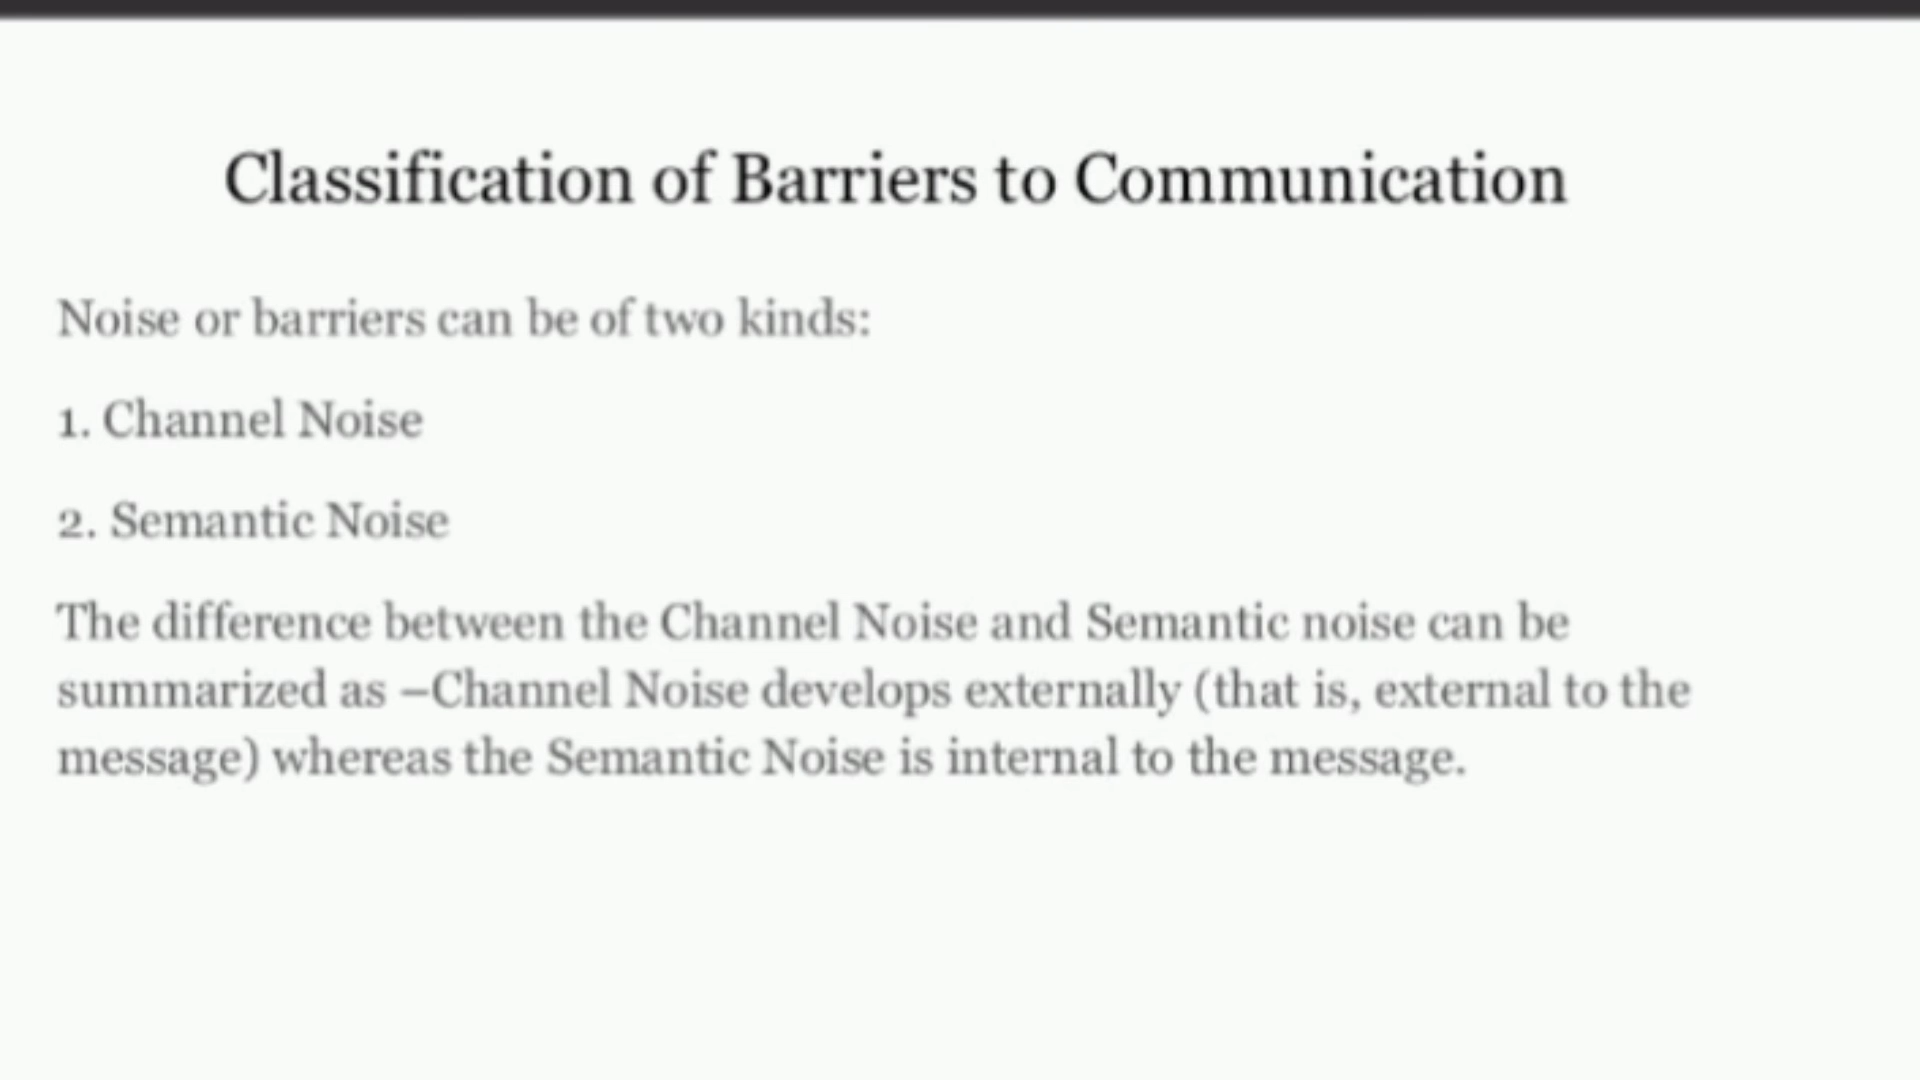 Classification of Barriers to Communication
Noise or barriers can be of two kinds:
1. Channel Noise
2. Semantic Noise
The difference between the Channel Noise and Semantic noise can be
summarized as –Channel Noise develops externally (that is, external to the
message) whereas the Semantic Noise is internal to the message.